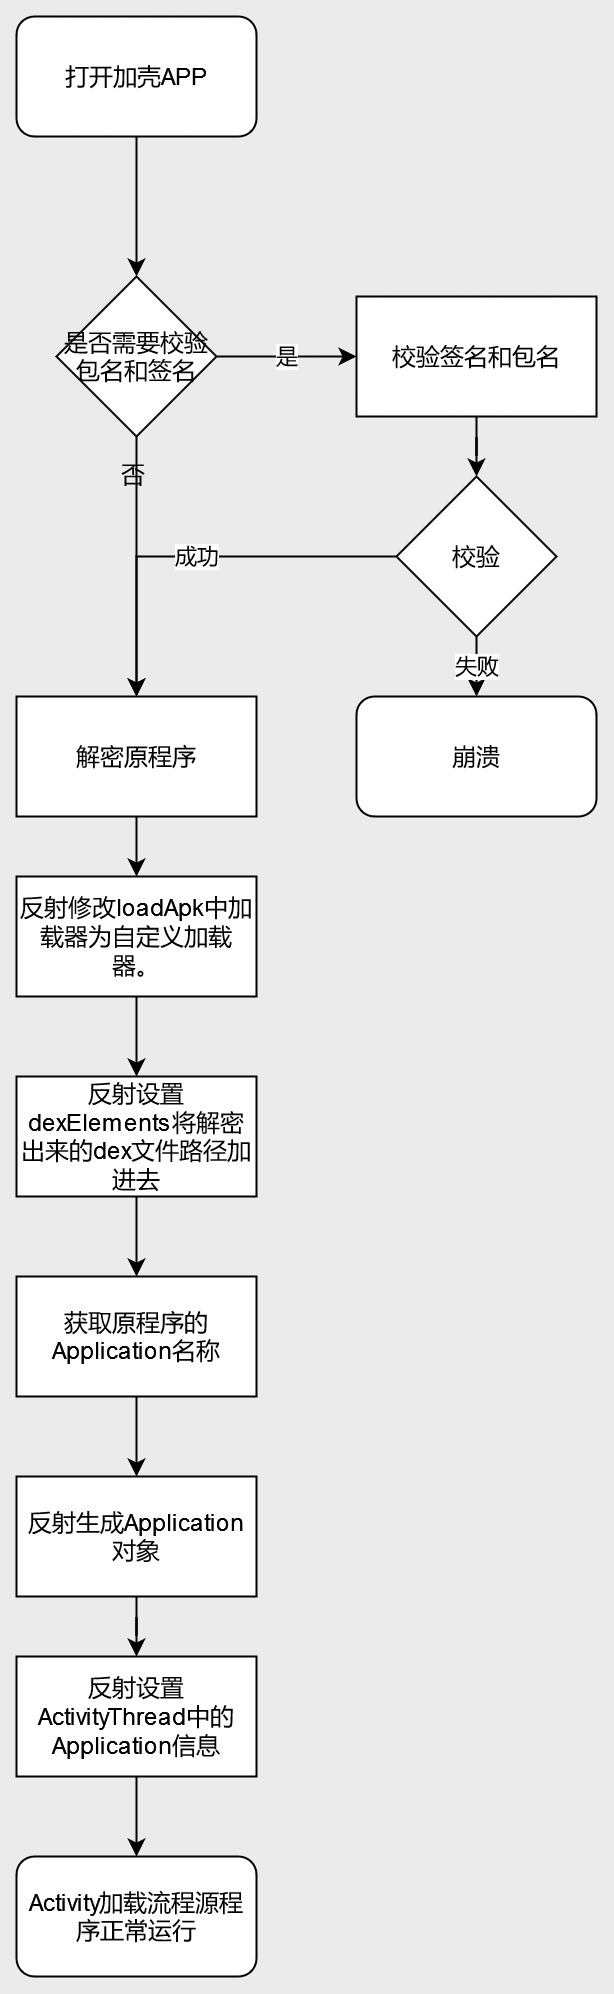 打开加壳APP
是否需要校验
包名和签名
是
校验签名和包名
否
成功
校验
失败
解密原程序
崩溃
反射修改loadApk中加
载器为自定义加载
器。
反射设置
dexElements将解密
出来的dex文件路径加
进去
获取原程序的
Application名称
反射生成Application
对象
反射设置
ActivityThread中的
Application信息
Activity加载流程源程
序正常运行